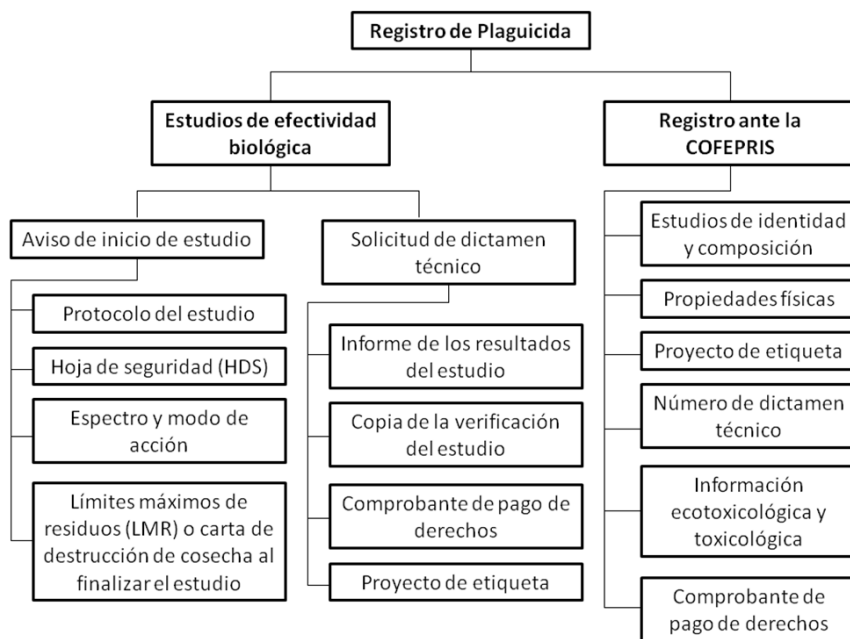 Registro de Plaguicida
Estudios de efectividad
biológica
Registro ante la
COFEPRIS
Aviso de inicio de estudio
Protocolo del estudio
Hoja de seguridad (HDS)
Espectro y modo de
acción
Límites máximos de
residuos (LMR) o carta de
destrucción de cosecha al
finalizar el estudio
Solicitud de dictamen
técnico
Informe de los resultados
del estudio
Copia de la verificación
del estudio
Comprobante de pago de
derechos
Proyecto de etiqueta
Estudios de identidad
y composición
Propiedades físicas
Proyecto de etiqueta
Número de dictamen
técnico
Información
ecotoxicológica y
toxicológica
Comprobante de
pago de derechos